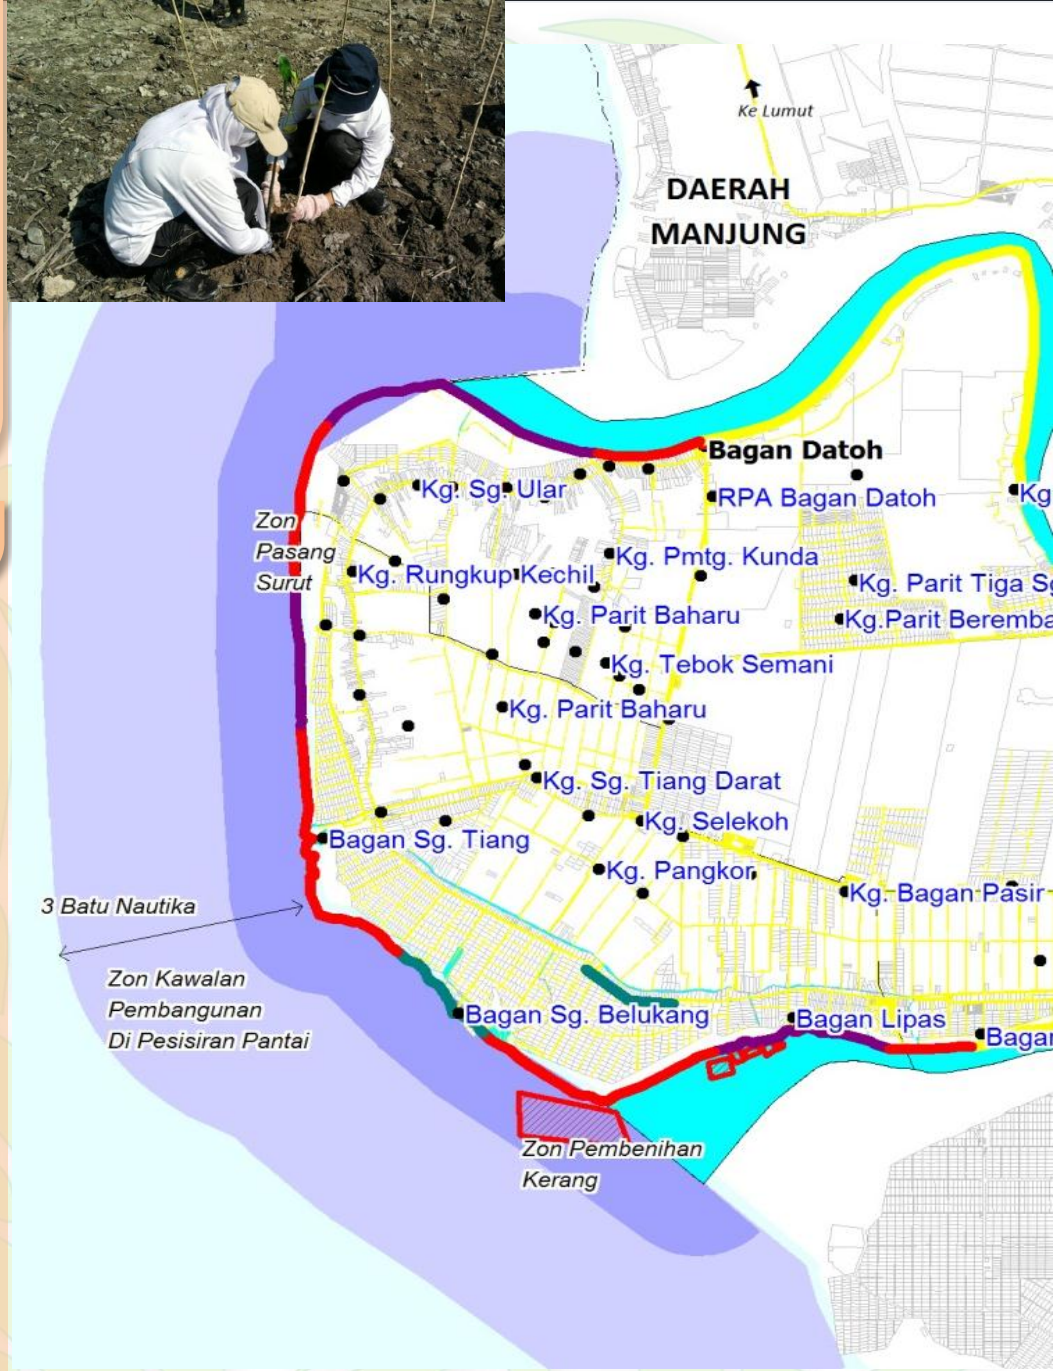 Ke Lumut
DAERAH
MANJUNG
Bagan Datoh
Kg. Sg. Ular
RPA Bagan Datoh
Kg
Zon
Pasang
Surut
Kg. Pmtg. Kunda
Kg. Rungkup Kechil
Kg. Parit Tiga Sg
Kg. Parit Baharu
Kg.Parit Beremba
Kg. Tebok Semani
Kg. Parit Baharu
Kg. Sg. Tiang Darat
Kg. Selekoh
Bagan Sg. Tiang
Kg. Pangkor
Kg. Bagan Pasir
3 Batu Nautika
Zon Kawalan
Pembangunan
Di Pesisiran Pantai
Bagan Sg. Belukang
Bagan Lipas
Bagan
Zon Pembenihan
Kerang